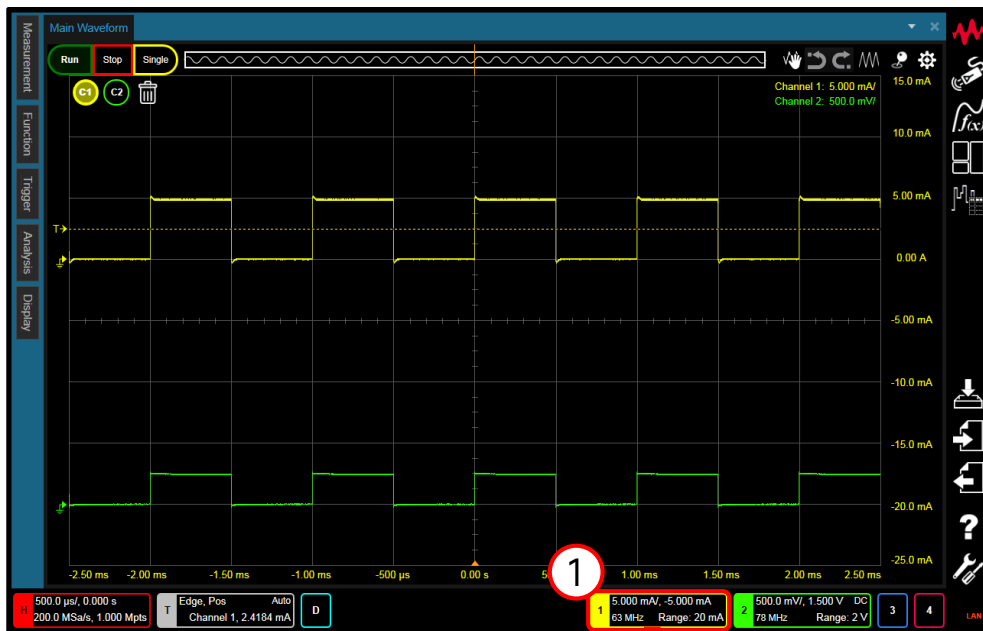 Main Waveform
Measurement
Function
Trigger
Analysis
Display
Run
Stop
Single
C1
C2
Channel 1: 5.000 mA/
Channel 2: 500.0 mV/
15.0 mA
10.0 mA
5.00 mA
T
0.00 A
-5.00 mA
-10.0 mA
-15.0 mA
-20.0 mA
-25.0 mA
f(x)
?
-2.50 ms
-2.00 ms
-1.50 ms
-1.00 ms
-500 µs
0.00 s
5
1
1.00 ms
1.50 ms
2.00 ms
2.50 ms
H
500.0 µs/, 0.000 s
200.0 MSa/s, 1.000 Mpts
T
Edge, Pos Auto
Channel 1, 2.4184 mA
D
1
5.000 mA/, -5.000 mA
63 MHz Range: 20 mA
2
500.0 mV/, 1.500 V DC
78 MHz Range: 2 V
3
4
LAN